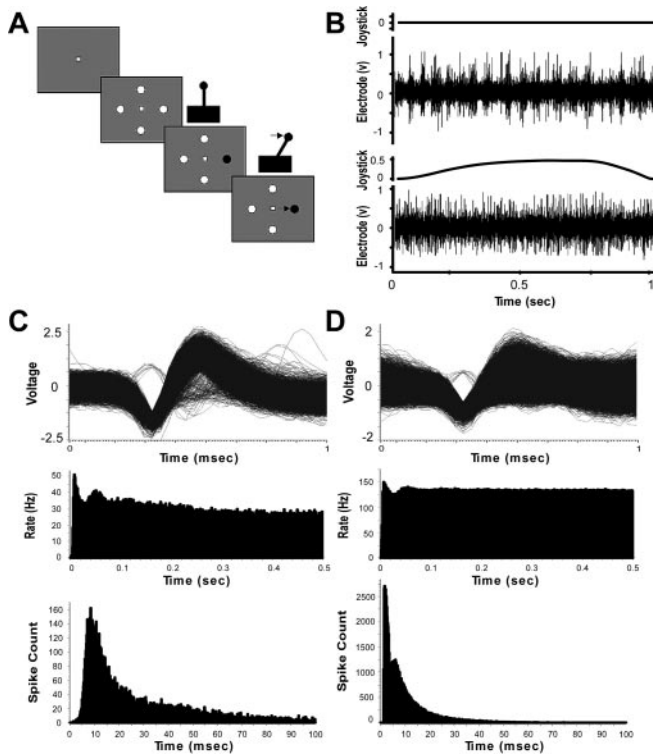 A
B
Joystick
0
Electrode (v)
1
0
-1
Joystick
0.5
0
Electrode (v)
1
0
-1
0 0.5 1
Time (sec)
C
D
Voltage
2.5
0
-2.5
0 1
Time (msec)
Voltage
2
0
-2
0 1
Time (msec)
Rate (Hz)
50
40
30
20
10
0
0 0.1 0.2 0.3 0.4 0.5
Time (sec)
Rate (Hz)
150
100
50
0
0 0.1 0.2 0.3 0.4 0.5
Time (sec)
Spike Count
160
140
120
100
80
60
40
20
0
0 10 20 30 40 50 60 70 80 90 100
Time (msec)
Spike Count
2500
2000
1500
1000
500
0
0 10 20 30 40 50 60 70 80 90 100
Time (msec)